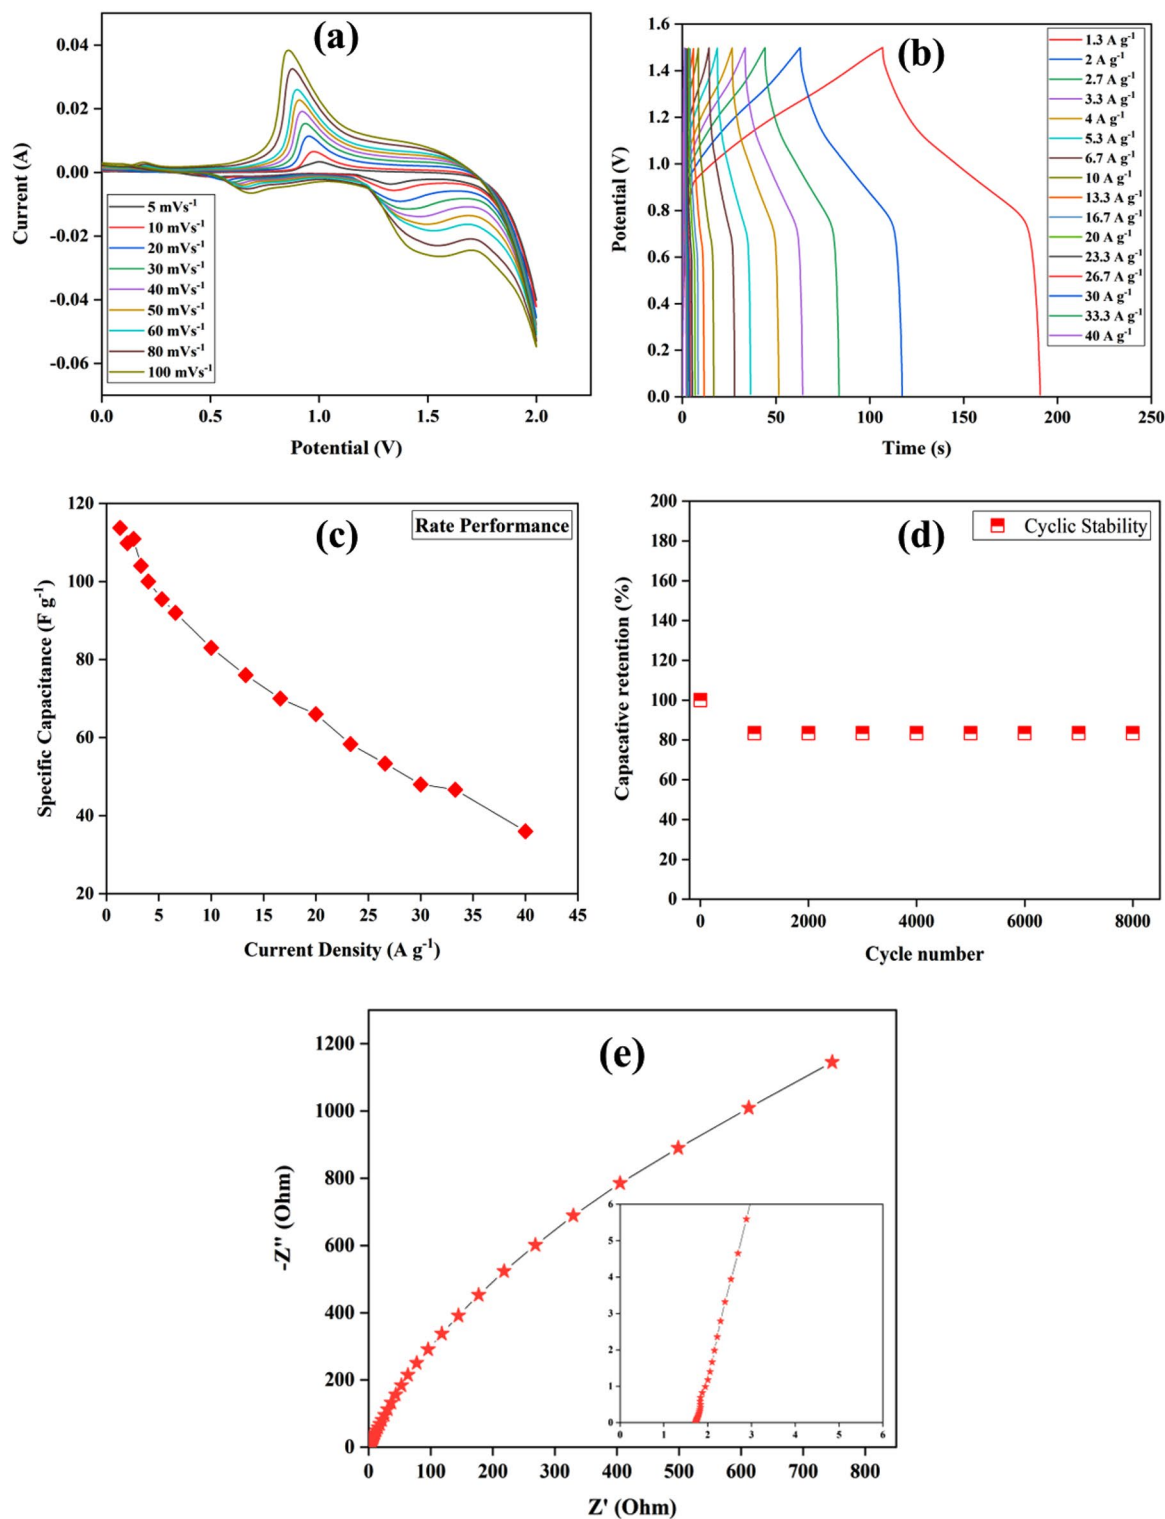 (a)
Current (A)
0.04
0.02
0.00
-0.02
-0.04
-0.06
5 mVs-1
10 mVs-1
20 mVs-1
30 mVs-1
40 mVs-1
50 mVs-1
60 mVs-1
80 mVs-1
100 mVs-1
0.0 0.5 1.0 1.5 2.0
Potential (V)
(b)
Potential (V)
1.6
1.4
1.2
1.0
0.8
0.6
0.4
0.2
0.0
1.3 A g-1
2 A g-1
2.7 A g-1
3.3 A g-1
4 A g-1
5.3 A g-1
6.7 A g-1
10 A g-1
13.3 A g-1
16.7 A g-1
20 A g-1
23.3 A g-1
26.7 A g-1
30 A g-1
33.3 A g-1
40 A g-1
0 50 100 150 200 250
Time (s)
(c)
Rate Performance
Specific Capacitance (F g-1)
120
100
80
60
40
20
0 5 10 15 20 25 30 35 40 45
Current Density (A g-1)
(d)
Cyclic Stability
Capacative retention (%)
200
180
160
140
120
100
80
60
40
20
0
0 2000 4000 6000 8000
Cycle number
(e)
-Z" (Ohm)
1200
1000
800
600
400
200
0
0 100 200 300 400 500 600 700 800
Z' (Ohm)
6
5
4
3
2
1
0
0 1 2 3 4 5 6